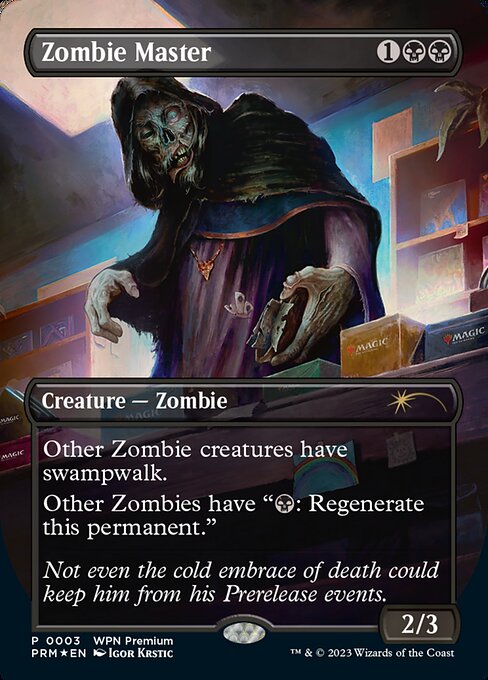 Zombie Master 1
MAGIC
MAGIC
MAGIC
Creature — Zombie
Other Zombie creatures have
swampwalk.
Other Zombies have “ : Regenerate
this permanent.”
Not even the cold embrace of death could
keep him from his Prerelease events.
2/3
P 0003 WPN Premium
PRM★EN Igor Krstic
™ & © 2023 Wizards of the Coast